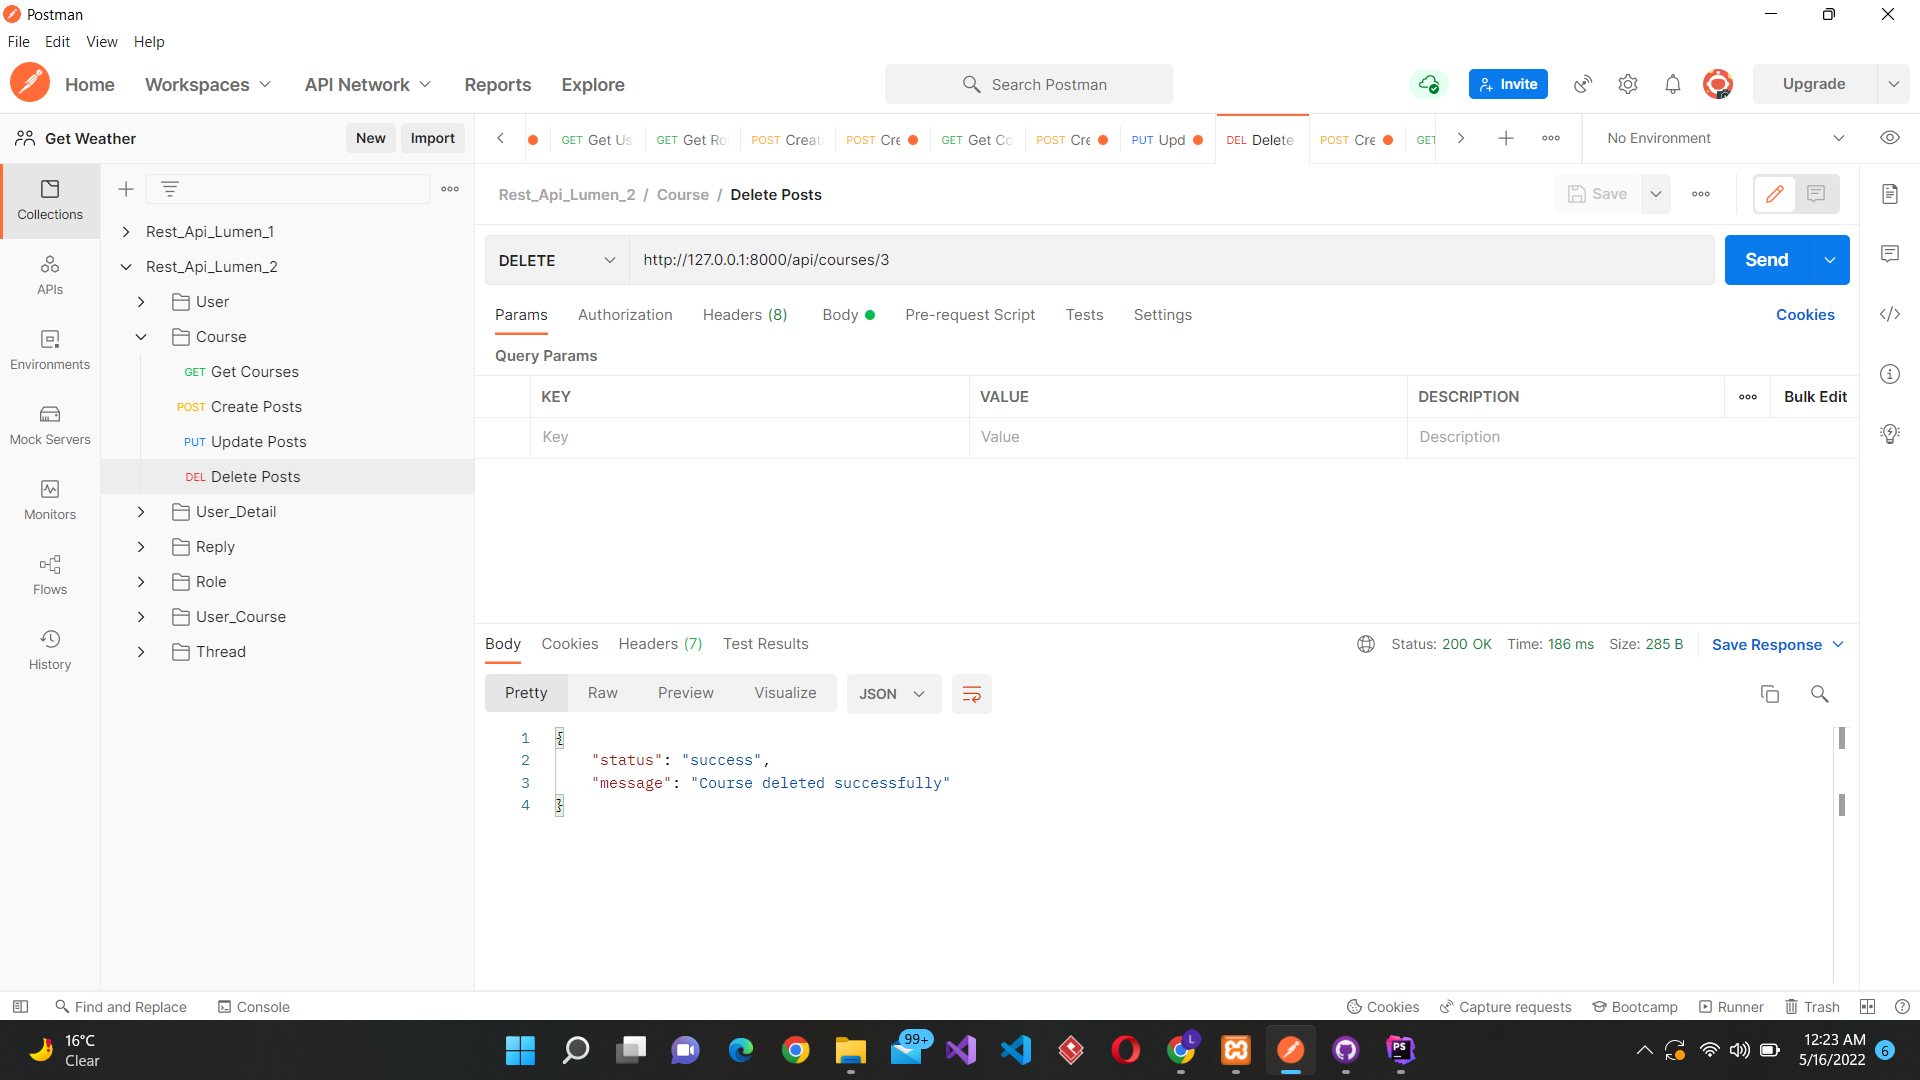 Postman
File Edit View Help
Home Workspaces API Network Reports Explore Search Postman Invite Upgrade
Get Weather New Import
GET Get Us GET Get Ro POST Creat POST Cre GET Get Co POST Cre PUT Upd DEL Delete POST Cre GET No Environment
Collections
APIs
Environments
Mock Servers
Monitors
Flows
History
Rest_Api_Lumen_1
Rest_Api_Lumen_2
User
Course
GET Get Courses
POST Create Posts
PUT Update Posts
DEL Delete Posts
User_Detail
Reply
Role
User_Course
Thread
Rest_Api_Lumen_2 / Course / Delete Posts Save
DELETE http://127.0.0.1:8000/api/courses/3 Send
Params Authorization Headers (8) Body Pre-request Script Tests Settings Cookies
Query Params
KEY VALUE DESCRIPTION Bulk Edit
Key Value Description
Body Cookies Headers (7) Test Results Status: 200 OK Time: 186 ms Size: 285 B Save Response
Pretty Raw Preview Visualize JSON
1 {
2 "status": "success",
3 "message": "Course deleted successfully"
4 }
Find and Replace Console Cookies Capture requests Bootcamp Runner Trash
16°C
Clear
99+
L
PS
12:23 AM
5/16/2022
6